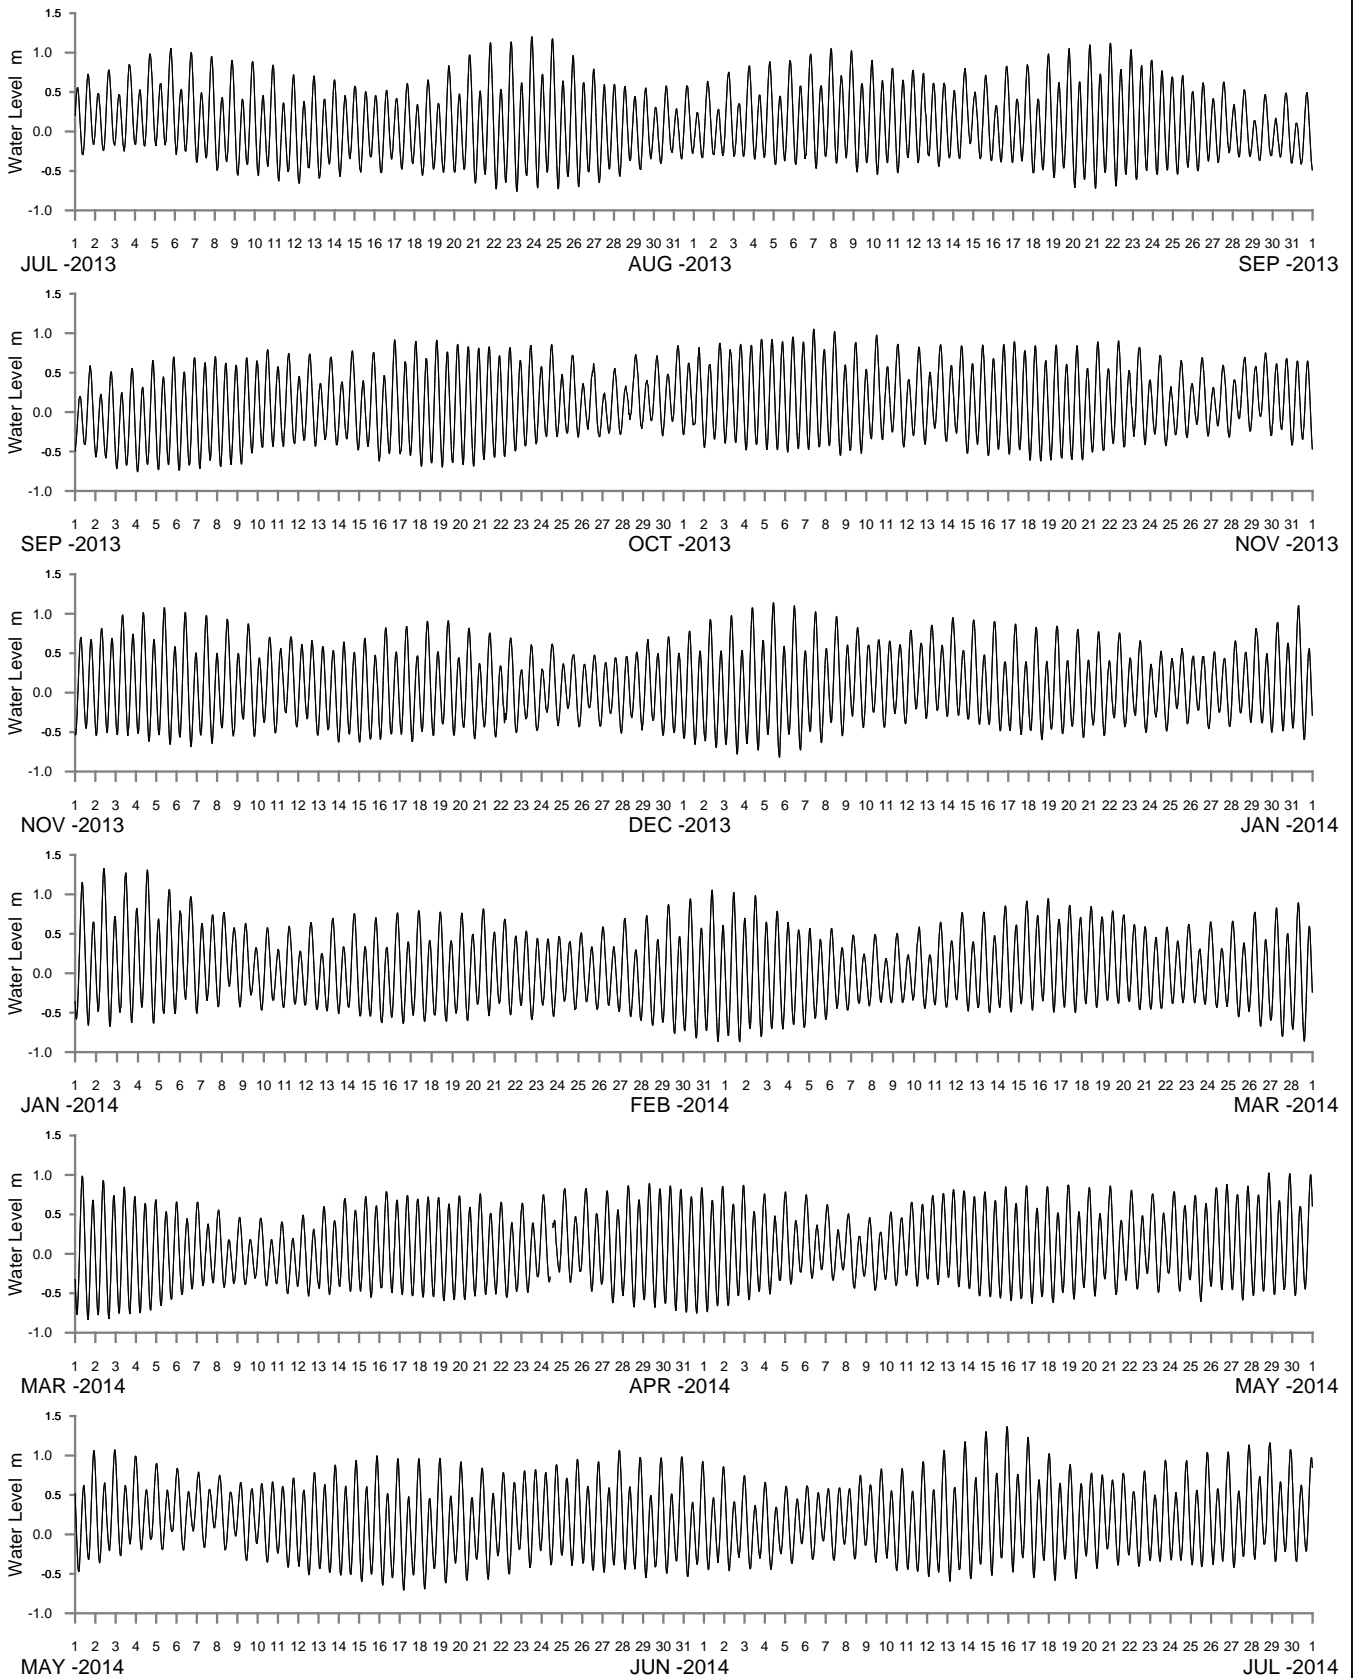 1.5
1.0
0.5
0.0
-0.5
-1.0
Water Level m
1 2 3 4 5 6 7 8 9 10 11 12 13 14 15 16 17 18 19 20 21 22 23 24 25 26 27 28 29 30 31 1 2 3 4 5 6 7 8 9 10 11 12 13 14 15 16 17 18 19 20 21 22 23 24 25 26 27 28 29 30 31 1
JUL -2013 AUG -2013 SEP -2013
1.5
1.0
0.5
0.0
-0.5
-1.0
Water Level m
1 2 3 4 5 6 7 8 9 10 11 12 13 14 15 16 17 18 19 20 21 22 23 24 25 26 27 28 29 30 1 2 3 4 5 6 7 8 9 10 11 12 13 14 15 16 17 18 19 20 21 22 23 24 25 26 27 28 29 30 31 1
SEP -2013 OCT -2013 NOV -2013
1.5
1.0
0.5
0.0
-0.5
-1.0
Water Level m
1 2 3 4 5 6 7 8 9 10 11 12 13 14 15 16 17 18 19 20 21 22 23 24 25 26 27 28 29 30 1 2 3 4 5 6 7 8 9 10 11 12 13 14 15 16 17 18 19 20 21 22 23 24 25 26 27 28 29 30 31 1
NOV -2013 DEC -2013 JAN -2014
1.5
1.0
0.5
0.0
-0.5
-1.0
Water Level m
1 2 3 4 5 6 7 8 9 10 11 12 13 14 15 16 17 18 19 20 21 22 23 24 25 26 27 28 29 30 31 1 2 3 4 5 6 7 8 9 10 11 12 13 14 15 16 17 18 19 20 21 22 23 24 25 26 27 28 1
JAN -2014 FEB -2014 MAR -2014
1.5
1.0
0.5
0.0
-0.5
-1.0
Water Level m
1 2 3 4 5 6 7 8 9 10 11 12 13 14 15 16 17 18 19 20 21 22 23 24 25 26 27 28 29 30 31 1 2 3 4 5 6 7 8 9 10 11 12 13 14 15 16 17 18 19 20 21 22 23 24 25 26 27 28 29 30 1
MAR -2014 APR -2014 MAY -2014
1.5
1.0
0.5
0.0
-0.5
-1.0
Water Level m
1 2 3 4 5 6 7 8 9 10 11 12 13 14 15 16 17 18 19 20 21 22 23 24 25 26 27 28 29 30 31 1 2 3 4 5 6 7 8 9 10 11 12 13 14 15 16 17 18 19 20 21 22 23 24 25 26 27 28 29 30 1
MAY -2014 JUN -2014 JUL -2014